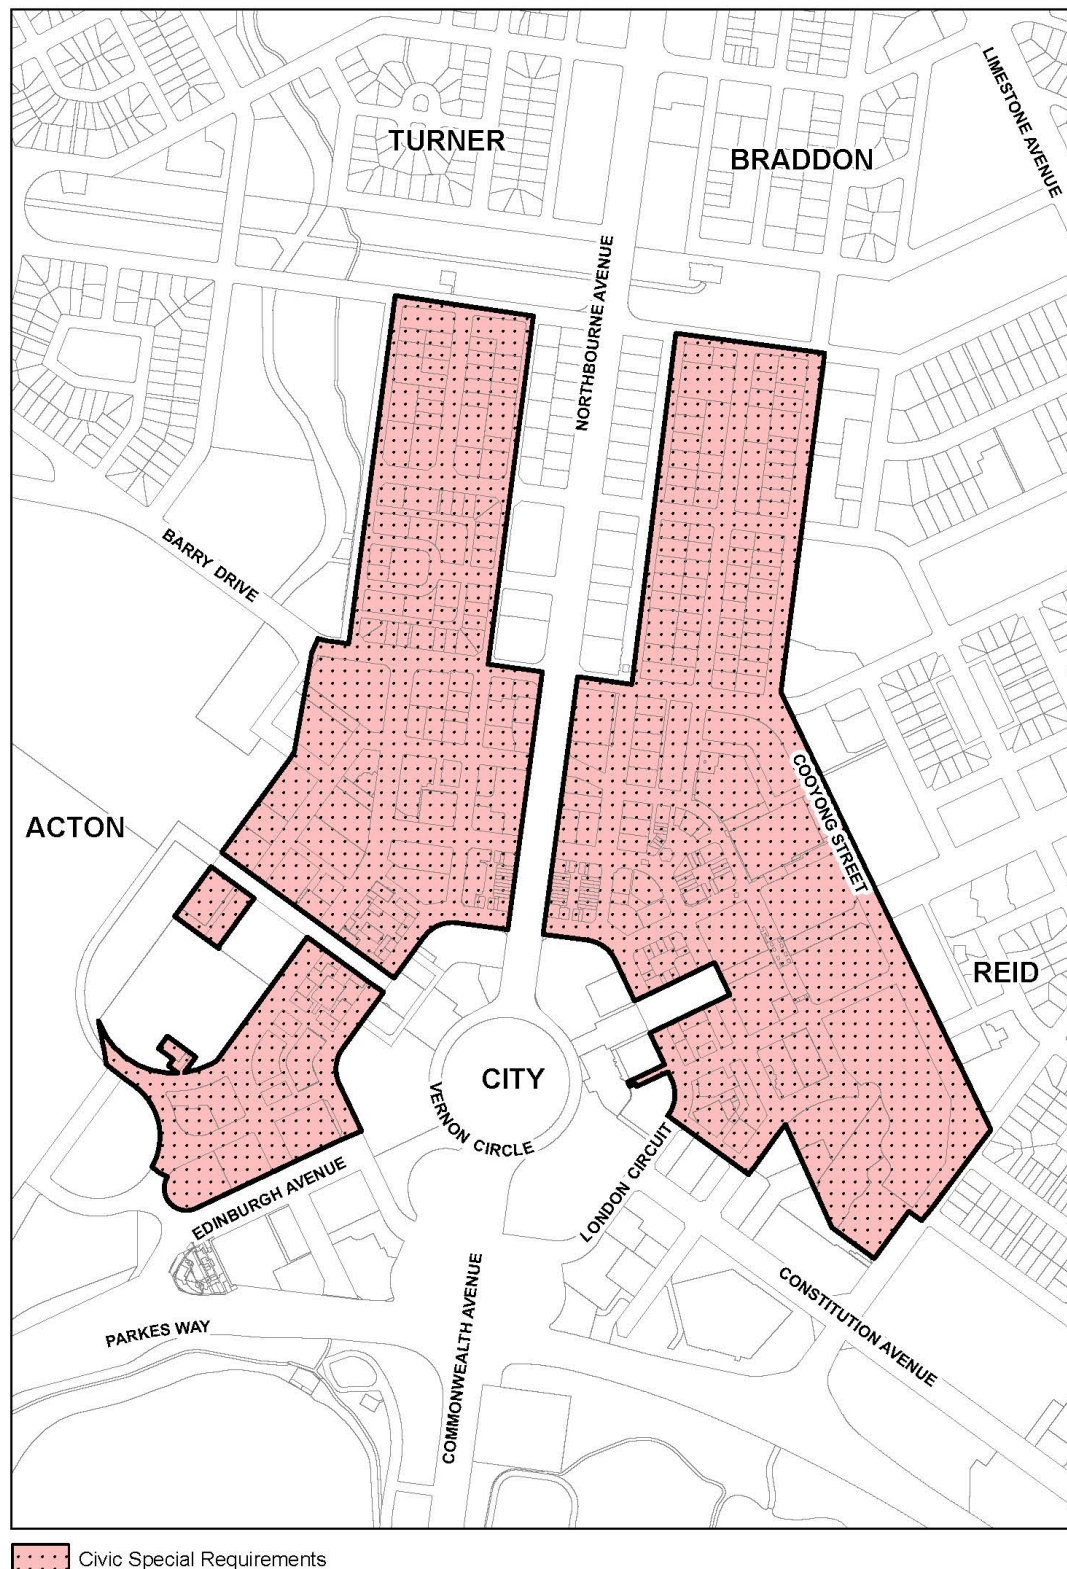 LIMESTONE AVENUE
TURNER
BRADDON
NORTHBOURNE AVENUE
BARRY DRIVE
COOYONG STREET
ACTON
REID
CITY
VERNON CIRCLE
LONDON CIRCUIT
EDINBURGH AVENUE
COMMONWEALTH AVENUE
CONSTITUTION AVENUE
PARKES WAY
Civic Special Requirements